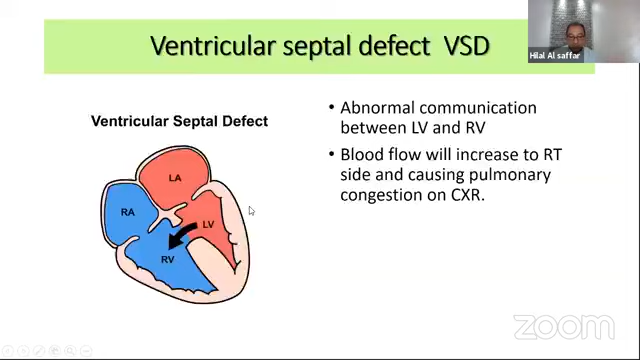 Ventricular septal defect VSD
Hilal Al saffar
Ventricular Septal Defect
LA
RA
LV
RV
• Abnormal communication
between LV and RV
• Blood flow will increase to RT
side and causing pulmonary
congestion on CXR.
zoom